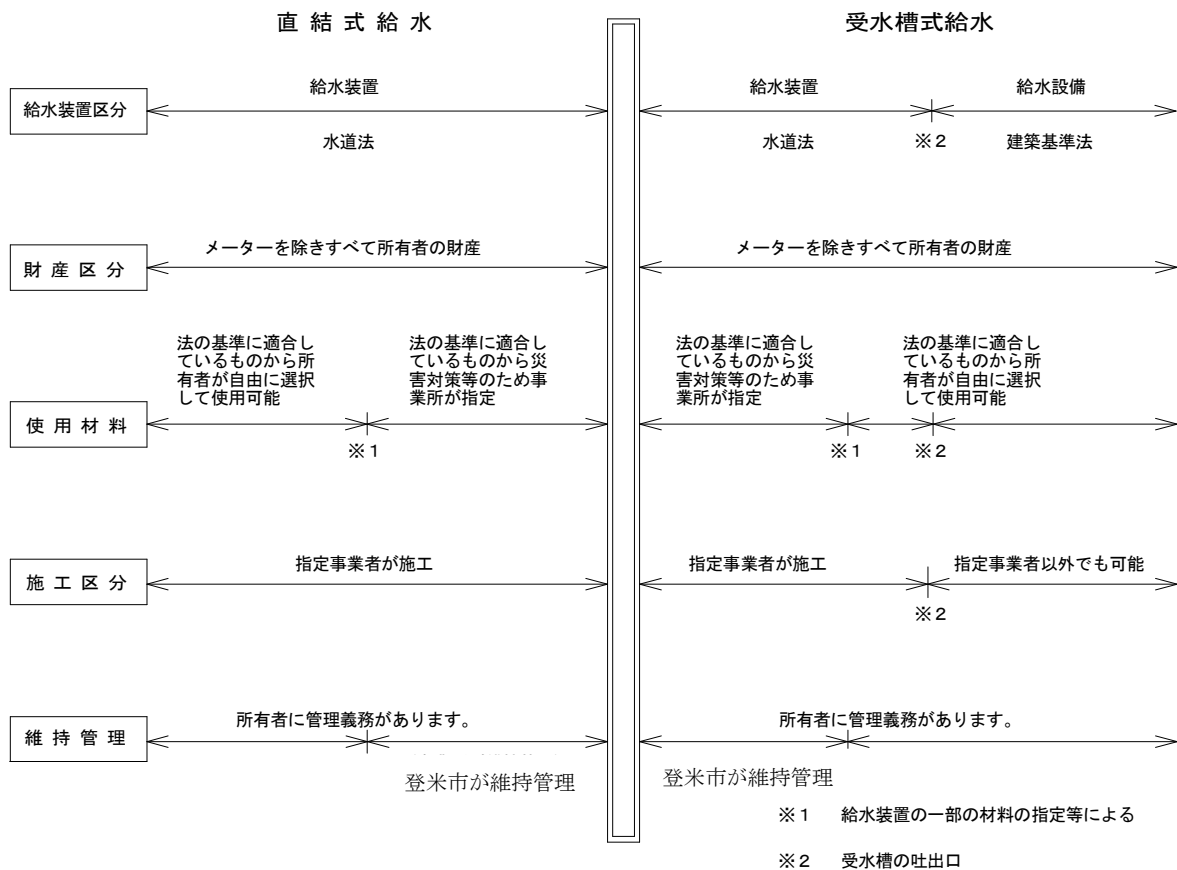 直結式給水
受水槽式給水
給水装置区分
給水装置
水道法
給水装置
給水設備
水道法
※2
建築基準法
財産区分
メーターを除きすべて所有者の財産
メーターを除きすべて所有者の財産
使用材料
法の基準に適合し
ているものから所
有者が自由に選択
して使用可能
法の基準に適合し
ているものから災
害対策等のため事
業所が指定
※1
法の基準に適合し
ているものから災
害対策等のため事
業所が指定
法の基準に適合し
ているものから所
有者が自由に選択
して使用可能
※1
※2
施工区分
指定事業者が施工
指定事業者が施工
指定事業者以外でも可能
※2
維持管理
所有者に管理義務があります。
登米市が維持管理
所有者に管理義務があります。
登米市が維持管理
※1 給水装置の一部の材料の指定等による
※2 受水槽の吐出口